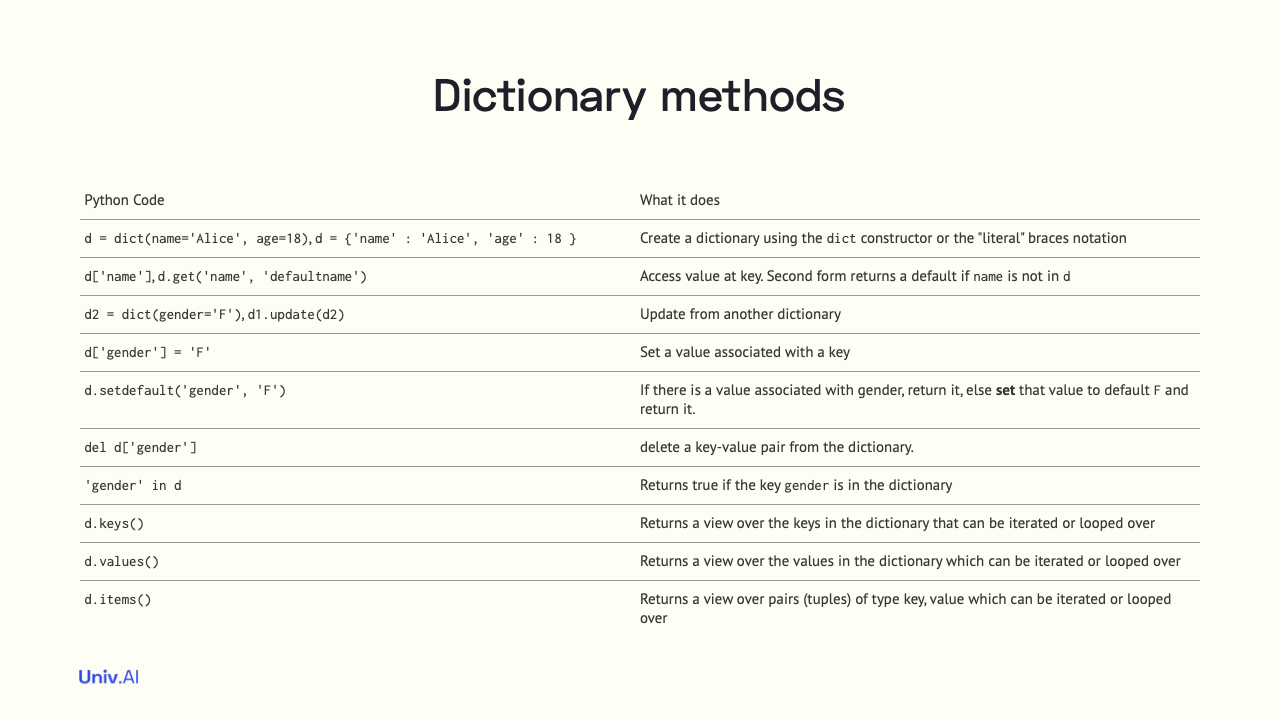 Dictionary methods
Python Code What it does
d = dict(name='Alice', age=18), d = {'name' : 'Alice', 'age' : 18 } Create a dictionary using the dict constructor or the "literal" braces notation
d['name'], d.get('name', 'defaultname') Access value at key. Second form returns a default if name is not in d
d2 = dict(gender='F'), d1.update(d2) Update from another dictionary
d['gender'] = 'F' Set a value associated with a key
d.setdefault('gender', 'F') If there is a value associated with gender, return it, else set that value to default F and
return it.
del d['gender'] delete a key-value pair from the dictionary.
'gender' in d Returns true if the key gender is in the dictionary
d.keys() Returns a view over the keys in the dictionary that can be iterated or looped over
d.values() Returns a view over the values in the dictionary which can be iterated or looped over
d.items() Returns a view over pairs (tuples) of type key, value which can be iterated or looped
over
Univ.AI